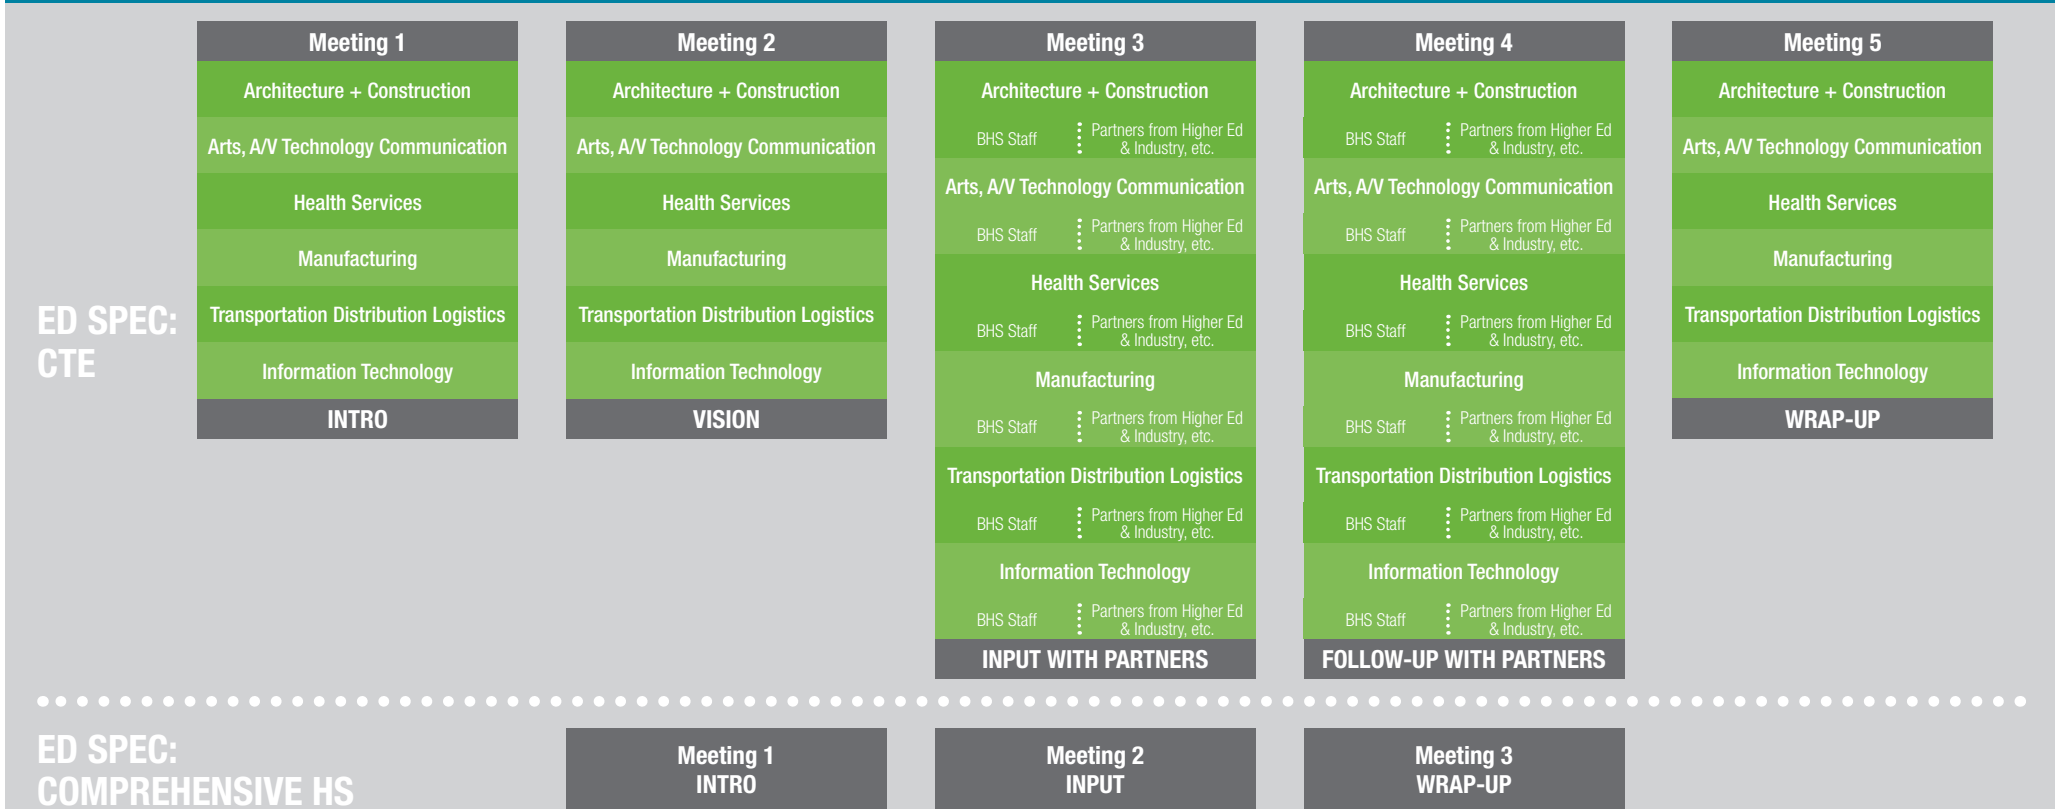 Meeting 1
Architecture + Construction
Arts, A/V Technology Communication
Health Services
Manufacturing
Transportation Distribution Logistics
Information Technology
INTRO
Meeting 2
Architecture + Construction
Arts, A/V Technology Communication
Health Services
Manufacturing
Transportation Distribution Logistics
Information Technology
VISION
Meeting 3
Architecture + Construction
BHS Staff
Partners from Higher Ed
& Industry, etc.
Arts, A/V Technology Communication
BHS Staff
Partners from Higher Ed
& Industry, etc.
Health Services
BHS Staff
Partners from Higher Ed
& Industry, etc.
Manufacturing
BHS Staff
Partners from Higher Ed
& Industry, etc.
Transportation Distribution Logistics
BHS Staff
Partners from Higher Ed
& Industry, etc.
Information Technology
BHS Staff
Partners from Higher Ed
& Industry, etc.
INPUT WITH PARTNERS
Meeting 4
Architecture + Construction
BHS Staff
Partners from Higher Ed
& Industry, etc.
Arts, A/V Technology Communication
BHS Staff
Partners from Higher Ed
& Industry, etc.
Health Services
BHS Staff
Partners from Higher Ed
& Industry, etc.
Manufacturing
BHS Staff
Partners from Higher Ed
& Industry, etc.
Transportation Distribution Logistics
BHS Staff
Partners from Higher Ed
& Industry, etc.
Information Technology
BHS Staff
Partners from Higher Ed
& Industry, etc.
FOLLOW-UP WITH PARTNERS
Meeting 5
Architecture + Construction
Arts, A/V Technology Communication
Health Services
Manufacturing
Transportation Distribution Logistics
Information Technology
WRAP-UP
ED SPEC:
CTE
ED SPEC:
COMPREHENSIVE HS
Meeting 1
INTRO
Meeting 2
INPUT
Meeting 3
WRAP-UP